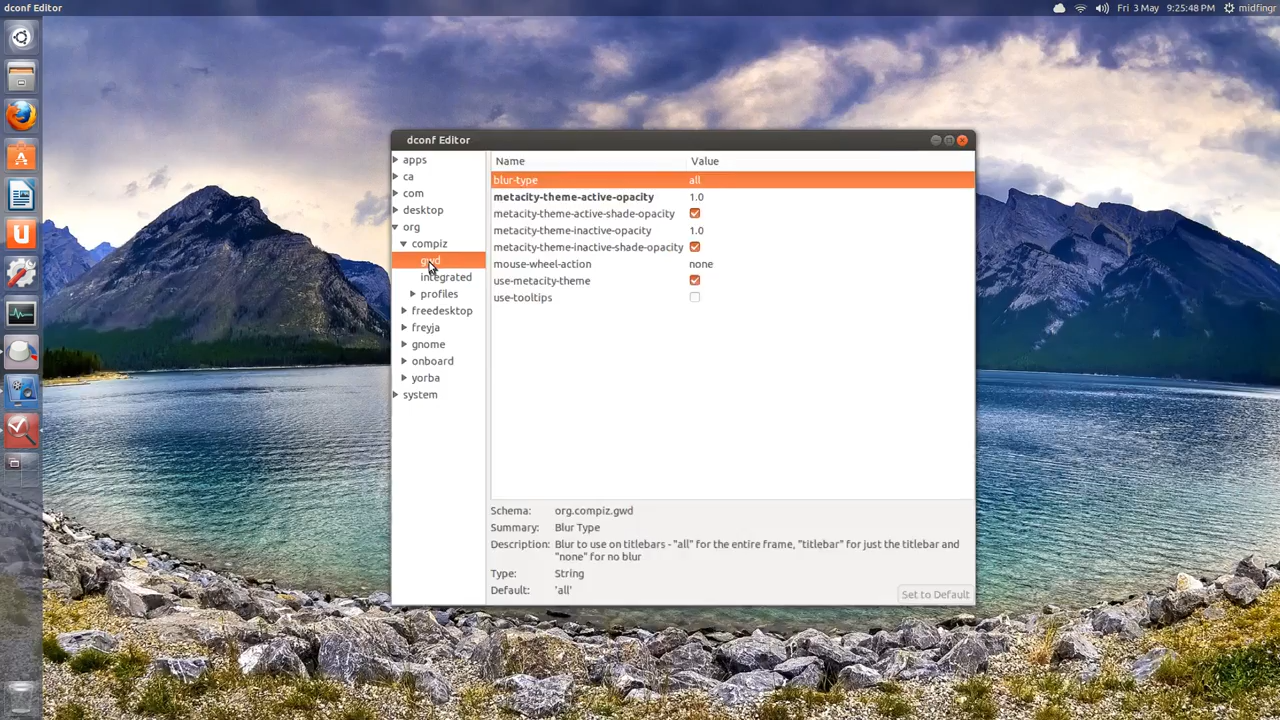 dconf Editor
Fri 3 May 9:25:48 PM midfingr
dconf Editor
apps
ca
com
desktop
org
compiz
gwd
integrated
profiles
freedesktop
freyja
gnome
onboard
yorba
system
Name Value
blur-type all
metacity-theme-active-opacity 1.0
metacity-theme-active-shade-opacity
metacity-theme-inactive-opacity 1.0
metacity-theme-inactive-shade-opacity
mouse-wheel-action none
use-metacity-theme
use-tooltips
Schema: org.compiz.gwd
Summary: Blur Type
Description: Blur to use on titlebars - "all" for the entire frame, "titlebar" for just the titlebar and
"none" for no blur
Type: String
Default: 'all'
Set to Default